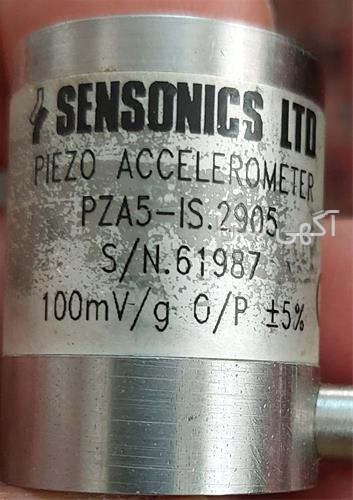 SENSONICS LTD
PIEZO ACCELEROMETER
PZA5-IS.2905
آگهی
S/N.61987
100mV/g O/P ±5%